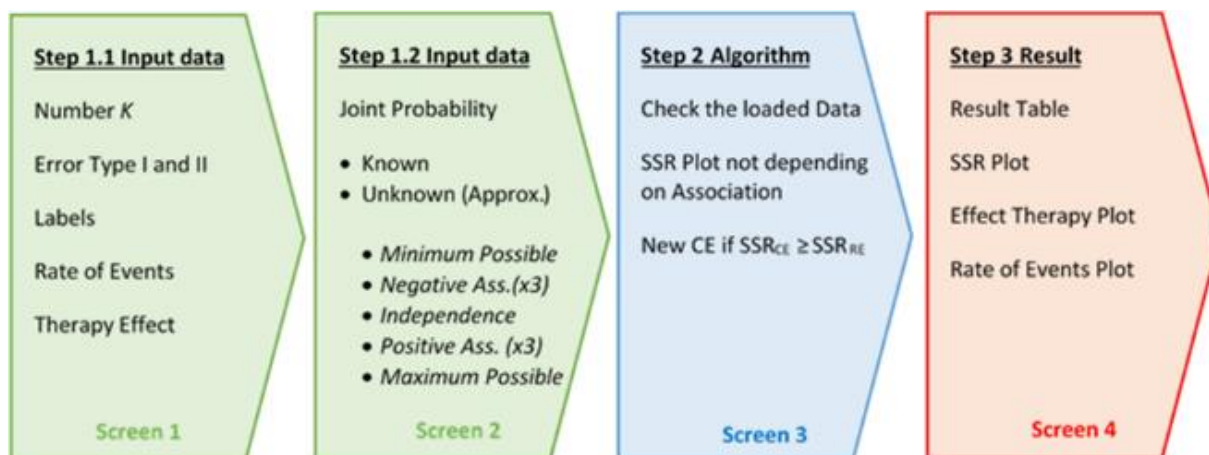 Step 1.1 Input data
Number K
Error Type I and II
Labels
Rate of Events
Therapy Effect
Screen 1
Step 1.2 Input data
Joint Probability
• Known
• Unknown (Approx.)
• Minimum Possible
• Negative Ass.(x3)
• Independence
• Positive Ass. (x3)
• Maximum Possible
Screen 2
Step 2 Algorithm
Check the loaded Data
SSR Plot not depending
on Association
New CE if SSR_CE ≥ SSR_RE
Screen 3
Step 3 Result
Result Table
SSR Plot
Effect Therapy Plot
Rate of Events Plot
Screen 4